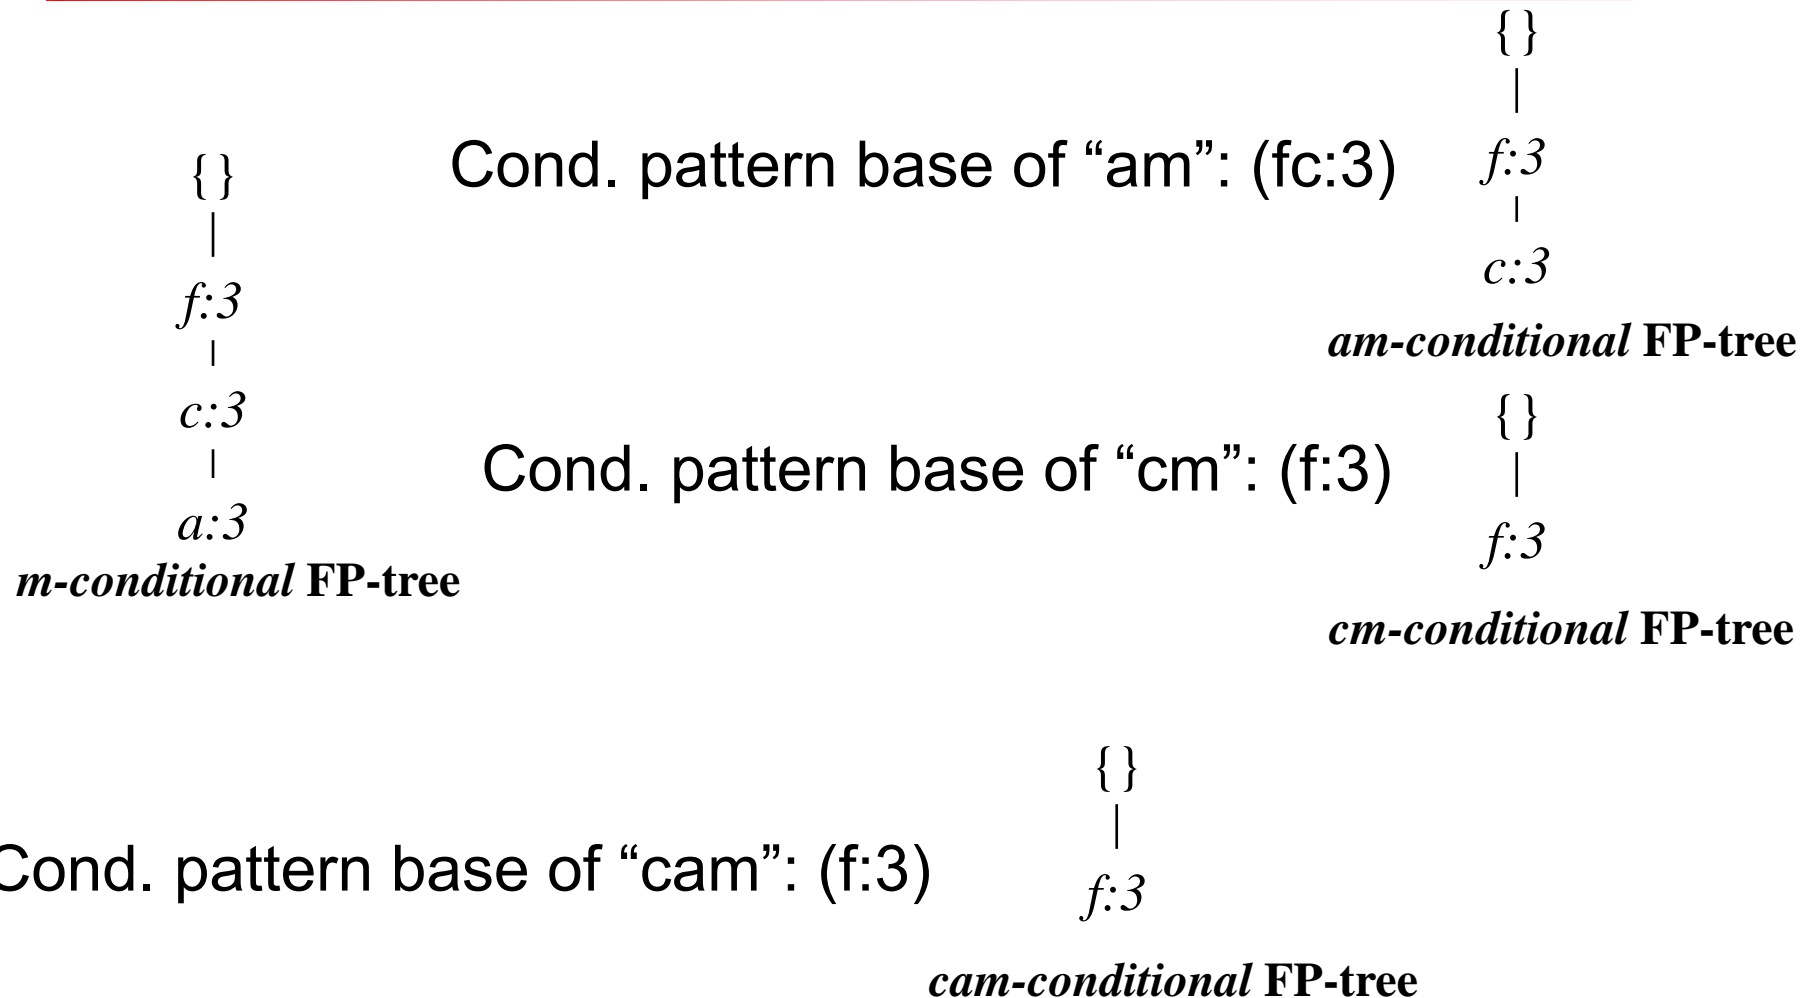 {}
f:3
c:3
a:3
m-conditional FP-tree
Cond. pattern base of “am”: (fc:3)
{}
f:3
c:3
am-conditional FP-tree
Cond. pattern base of “cm”: (f:3)
{}
f:3
cm-conditional FP-tree
Cond. pattern base of “cam”: (f:3)
{}
f:3
cam-conditional FP-tree